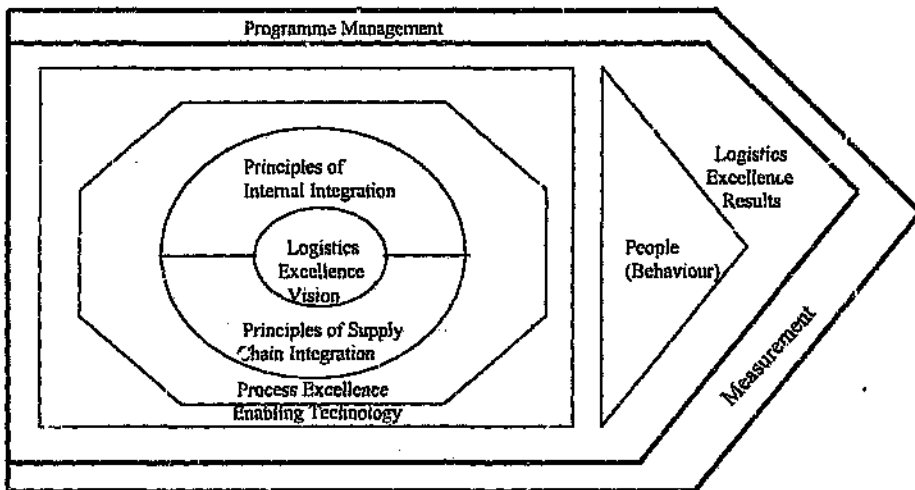 Programme Management
Principles of
Internal Integration
Logistics
Excellence
Vision
Principles of Supply
Chain Integration
Process Excellence
Enabling Technology
People
(Behaviour)
Logistics
Excellence
Results
Measurement